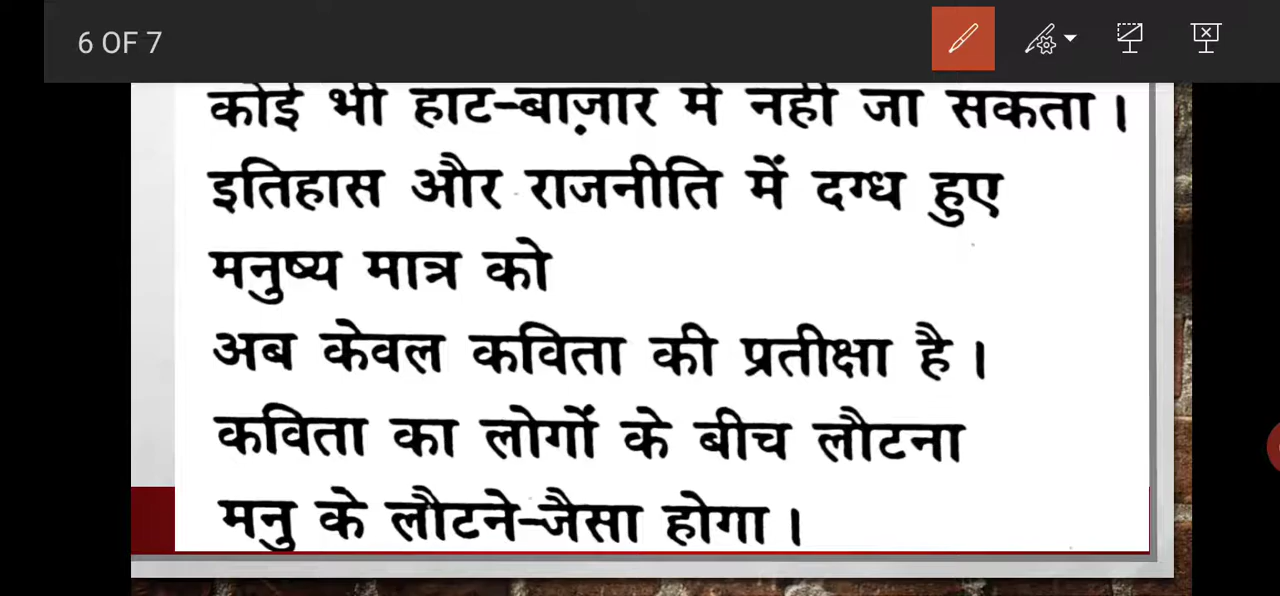 6 OF 7
कोई भी हाट-बाज़ार में नहीं जा सकता।
इतिहास और राजनीति में दग्ध हुए
मनुष्य मात्र को
अब केवल कविता की प्रतीक्षा है।
कविता का लोगों के बीच लौटना
मनु के लौटने-जैसा होगा।